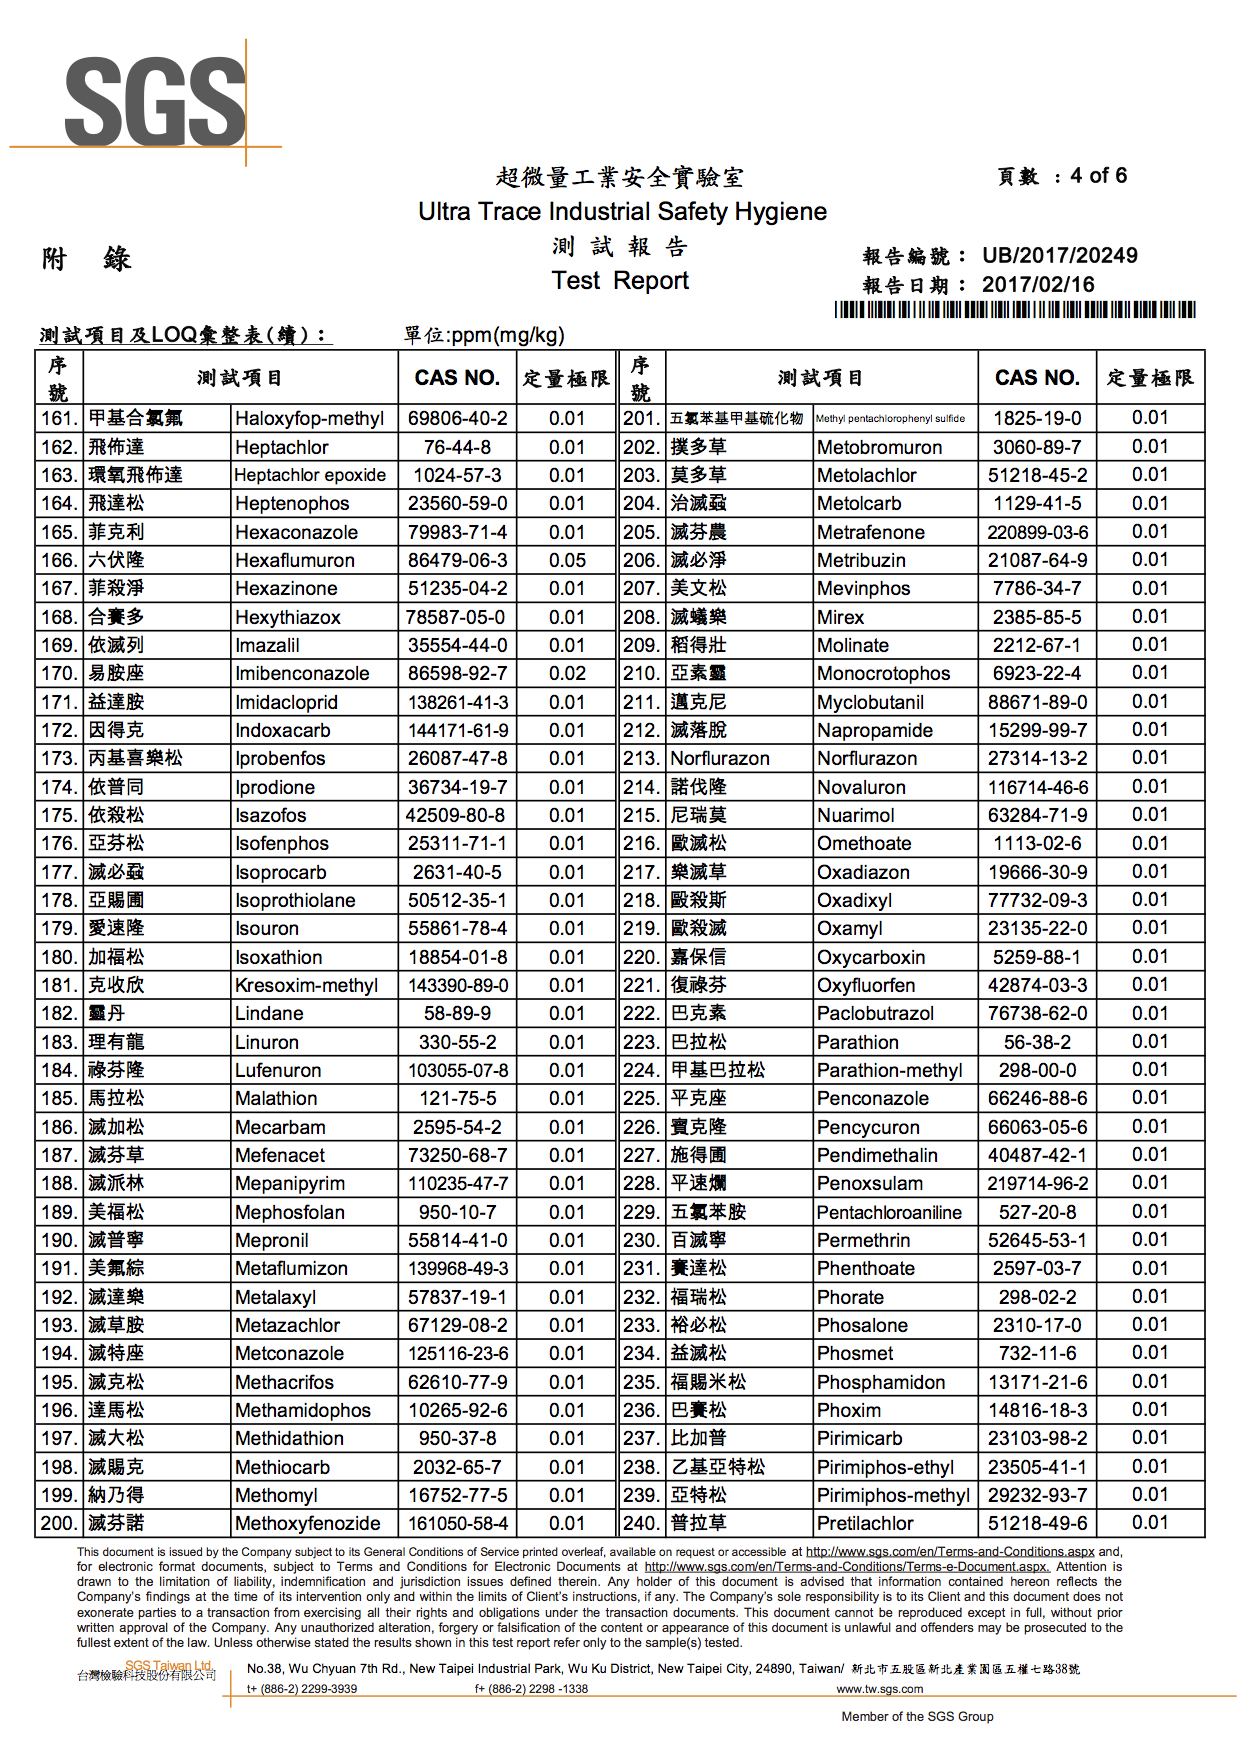 SGS
超微量工業安全實驗室
頁數 : 4 of 6
Ultra Trace Industrial Safety Hygiene
測 試 報 告
附 錄
報告編號: UB/2017/20249
Test Report
報告日期: 2017/02/16
測試項目及LOQ彙整表(續): 單位:ppm(mg/kg)
序號 測試項目 CAS NO. 定量極限 序號 測試項目 CAS NO. 定量極限
161. 甲基合氯氟 Haloxyfop-methyl 69806-40-2 0.01 201. 五氯苯基甲基硫化物 Methyl pentachlorophenyl sulfide 1825-19-0 0.01
162. 飛佈達 Heptachlor 76-44-8 0.01 202. 撲多草 Metobromuron 3060-89-7 0.01
163. 環氧飛佈達 Heptachlor epoxide 1024-57-3 0.01 203. 莫多草 Metolachlor 51218-45-2 0.01
164. 飛達松 Heptenophos 23560-59-0 0.01 204. 治滅蝨 Metolcarb 1129-41-5 0.01
165. 菲克利 Hexaconazole 79983-71-4 0.01 205. 滅芬農 Metrafenone 220899-03-6 0.01
166. 六伏隆 Hexaflumuron 86479-06-3 0.05 206. 滅必淨 Metribuzin 21087-64-9 0.01
167. 菲殺淨 Hexazinone 51235-04-2 0.01 207. 美文松 Mevinphos 7786-34-7 0.01
168. 合賽多 Hexythiazox 78587-05-0 0.01 208. 滅蟻樂 Mirex 2385-85-5 0.01
169. 依滅列 Imazalil 35554-44-0 0.01 209. 稻得壯 Molinate 2212-67-1 0.01
170. 易胺座 Imibenconazole 86598-92-7 0.02 210. 亞素靈 Monocrotophos 6923-22-4 0.01
171. 益達胺 Imidacloprid 138261-41-3 0.01 211. 邁克尼 Myclobutanil 88671-89-0 0.01
172. 因得克 Indoxacarb 144171-61-9 0.01 212. 滅落脫 Napropamide 15299-99-7 0.01
173. 丙基喜樂松 Iprobenfos 26087-47-8 0.01 213. Norflurazon Norflurazon 27314-13-2 0.01
174. 依普同 Iprodione 36734-19-7 0.01 214. 諾伐隆 Novaluron 116714-46-6 0.01
175. 依殺松 Isazofos 42509-80-8 0.01 215. 尼瑞莫 Nuarimol 63284-71-9 0.01
176. 亞芬松 Isofenphos 25311-71-1 0.01 216. 歐滅松 Omethoate 1113-02-6 0.01
177. 滅必蝨 Isoprocarb 2631-40-5 0.01 217. 樂滅草 Oxadiazon 19666-30-9 0.01
178. 亞賜圃 Isoprothiolane 50512-35-1 0.01 218. 毆殺斯 Oxadixyl 77732-09-3 0.01
179. 愛速隆 Isouron 55861-78-4 0.01 219. 歐殺滅 Oxamyl 23135-22-0 0.01
180. 加福松 Isoxathion 18854-01-8 0.01 220. 嘉保信 Oxycarboxin 5259-88-1 0.01
181. 克收欣 Kresoxim-methyl 143390-89-0 0.01 221. 復祿芬 Oxyfluorfen 42874-03-3 0.01
182. 靈丹 Lindane 58-89-9 0.01 222. 巴克素 Paclobutrazol 76738-62-0 0.01
183. 理有龍 Linuron 330-55-2 0.01 223. 巴拉松 Parathion 56-38-2 0.01
184. 祿芬隆 Lufenuron 103055-07-8 0.01 224. 甲基巴拉松 Parathion-methyl 298-00-0 0.01
185. 馬拉松 Malathion 121-75-5 0.01 225. 平克座 Penconazole 66246-88-6 0.01
186. 滅加松 Mecarbam 2595-54-2 0.01 226. 賓克隆 Pencycuron 66063-05-6 0.01
187. 滅芬草 Mefenacet 73250-68-7 0.01 227. 施得圃 Pendimethalin 40487-42-1 0.01
188. 滅派林 Mepanipyrim 110235-47-7 0.01 228. 平速爛 Penoxsulam 219714-96-2 0.01
189. 美福松 Mephosfolan 950-10-7 0.01 229. 五氯苯胺 Pentachloroaniline 527-20-8 0.01
190. 滅普寧 Mepronil 55814-41-0 0.01 230. 百滅寧 Permethrin 52645-53-1 0.01
191. 美氟綜 Metaflumizon 139968-49-3 0.01 231. 賽達松 Phenthoate 2597-03-7 0.01
192. 滅達樂 Metalaxyl 57837-19-1 0.01 232. 福瑞松 Phorate 298-02-2 0.01
193. 滅草胺 Metazachlor 67129-08-2 0.01 233. 裕必松 Phosalone 2310-17-0 0.01
194. 滅特座 Metconazole 125116-23-6 0.01 234. 益滅松 Phosmet 732-11-6 0.01
195. 滅克松 Methacrifos 62610-77-9 0.01 235. 福賜米松 Phosphamidon 13171-21-6 0.01
196. 達馬松 Methamidophos 10265-92-6 0.01 236. 巴賽松 Phoxim 14816-18-3 0.01
197. 滅大松 Methidathion 950-37-8 0.01 237. 比加普 Pirimicarb 23103-98-2 0.01
198. 滅賜克 Methiocarb 2032-65-7 0.01 238. 乙基亞特松 Pirimiphos-ethyl 23505-41-1 0.01
199. 納乃得 Methomyl 16752-77-5 0.01 239. 亞特松 Pirimiphos-methyl 29232-93-7 0.01
200. 滅芬諾 Methoxyfenozide 161050-58-4 0.01 240. 普拉草 Pretilachlor 51218-49-6 0.01
This document is issued by the Company subject to its General Conditions of Service printed overleaf, available on request or accessible at http://www.sgs.com/en/Terms-and-Conditions.aspx and,
for electronic format documents, subject to Terms and Conditions for Electronic Documents at http://www.sgs.com/en/Terms-and-Conditions/Terms-e-Document.aspx. Attention is
drawn to the limitation of liability, indemnification and jurisdiction issues defined therein. Any holder of this document is advised that information contained hereon reflects the
Company's findings at the time of its intervention only and within the limits of Client's instructions, if any. The Company's sole responsibility is to its Client and this document does not
exonerate parties to a transaction from exercising all their rights and obligations under the transaction documents. This document cannot be reproduced except in full, without prior
written approval of the Company. Any unauthorized alteration, forgery or falsification of the content or appearance of this document is unlawful and offenders may be prosecuted to the
fullest extent of the law. Unless otherwise stated the results shown in this test report refer only to the sample(s) tested.
SGS Taiwan Ltd.
台灣檢驗科技股份有限公司
No.38, Wu Chyuan 7th Rd., New Taipei Industrial Park, Wu Ku District, New Taipei City, 24890, Taiwan/ 新北市五股區新北產業園區五權七路38號
t+ (886-2) 2299-3939 f+ (886-2) 2298 -1338 www.tw.sgs.com
Member of the SGS Group